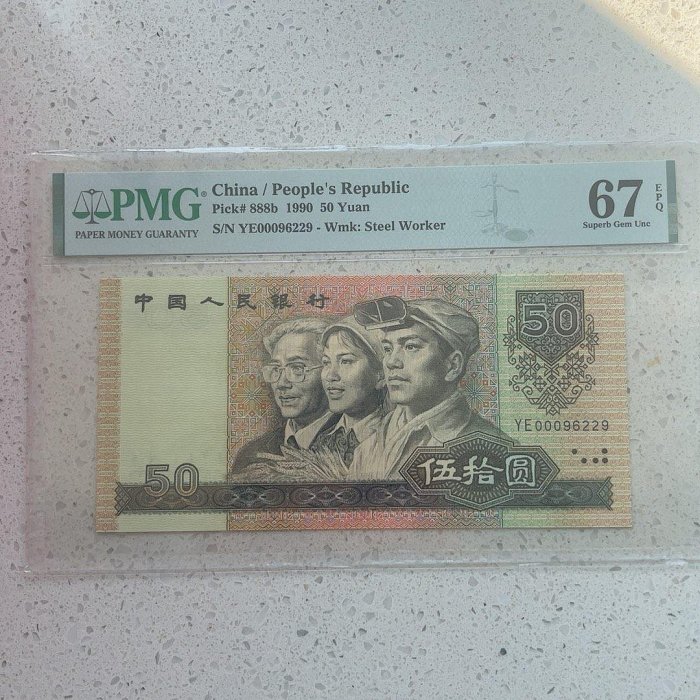 PMG
PAPER MONEY GUARANTY
China / People's Republic
Pick# 888b 1990 50 Yuan
S/N YE00096229 - Wmk: Steel Worker
67 EPQ
Superb Gem Unc
中国人民银行
50
YE00096229
50
伍拾圆